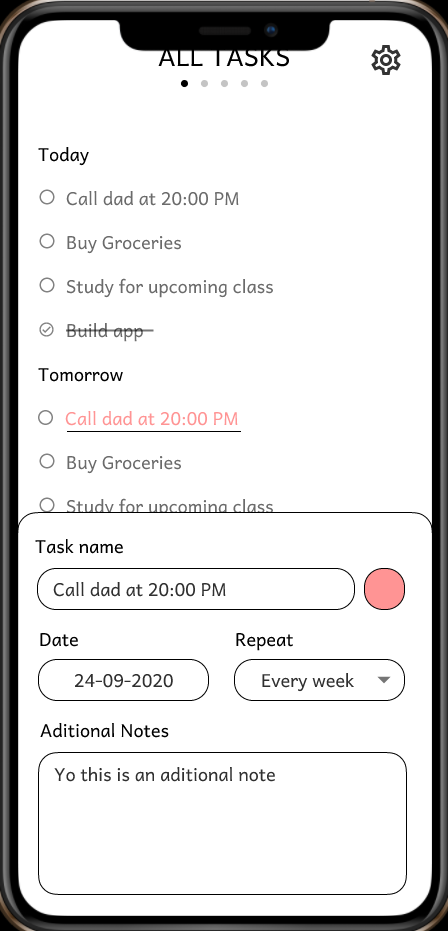 ALL TASKS
Today
Call dad at 20:00 PM
Buy Groceries
Study for upcoming class
Build app
Tomorrow
Call dad at 20:00 PM
Buy Groceries
Study for upcoming class
Task name
Call dad at 20:00 PM
Date Repeat
24-09-2020 Every week
Aditional Notes
Yo this is an aditional note